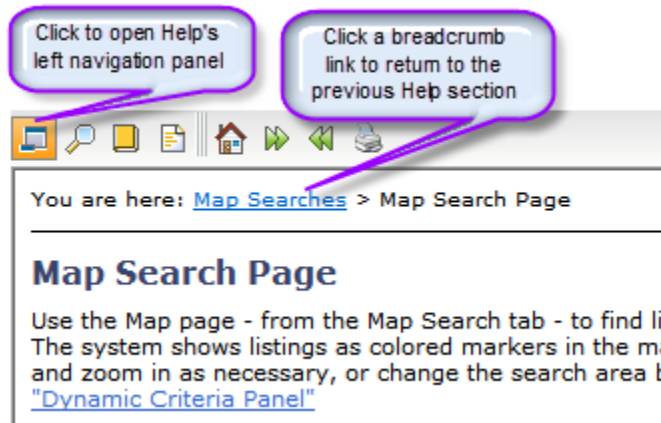 Click to open Help's
left navigation panel
Click a breadcrumb
link to return to the
previous Help section
You are here: Map Searches > Map Search Page
Map Search Page
Use the Map page - from the Map Search tab - to find
The system shows listings as colored markers in the
and zoom in as necessary, or change the search area
"Dynamic Criteria Panel"